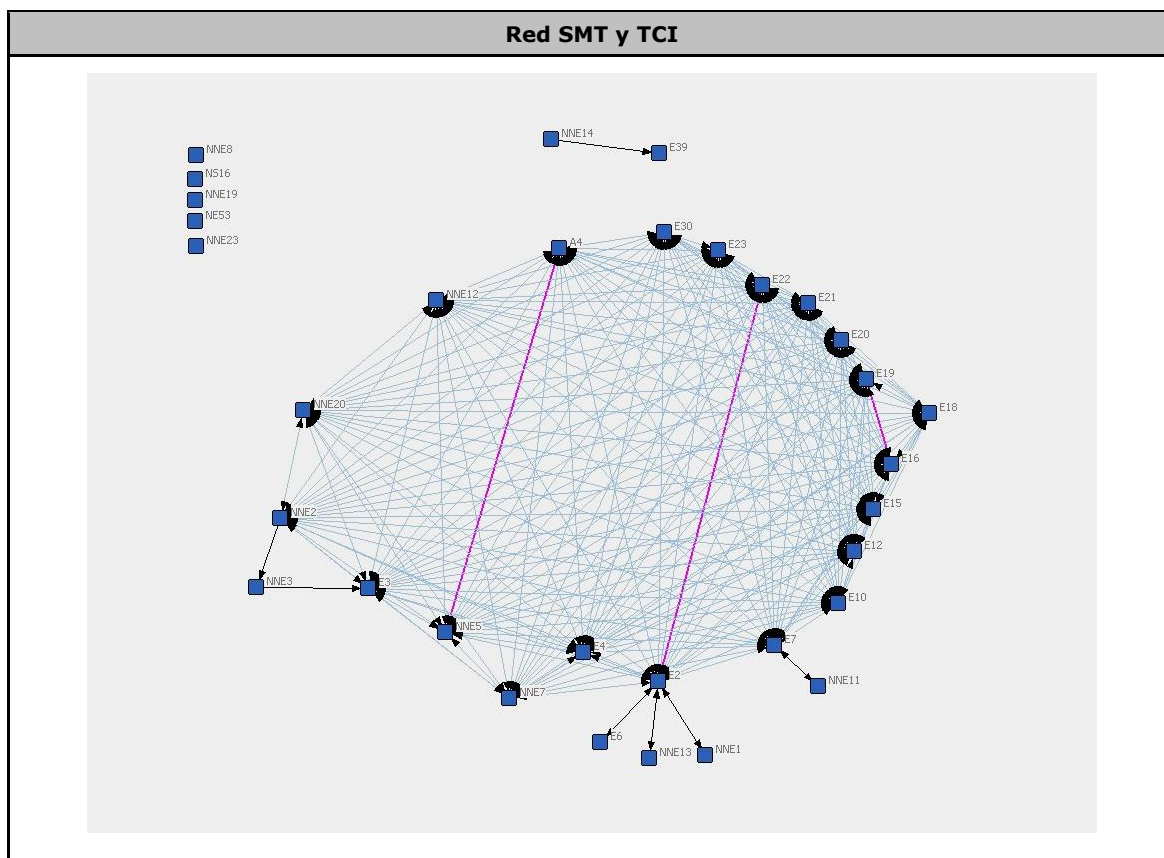 Red SMT y TCI
NNE14
E39
NNE8
NS16
NNE19
NE53
NNE23
E30
A4
E23
E22
NNE12
E21
E20
E19
NNE20
E18
E16
E15
NNE2
E12
NNE3
E3
E10
NNE5
E7
E4
E2
NNE11
NNE7
E6
NNE13
NNE1